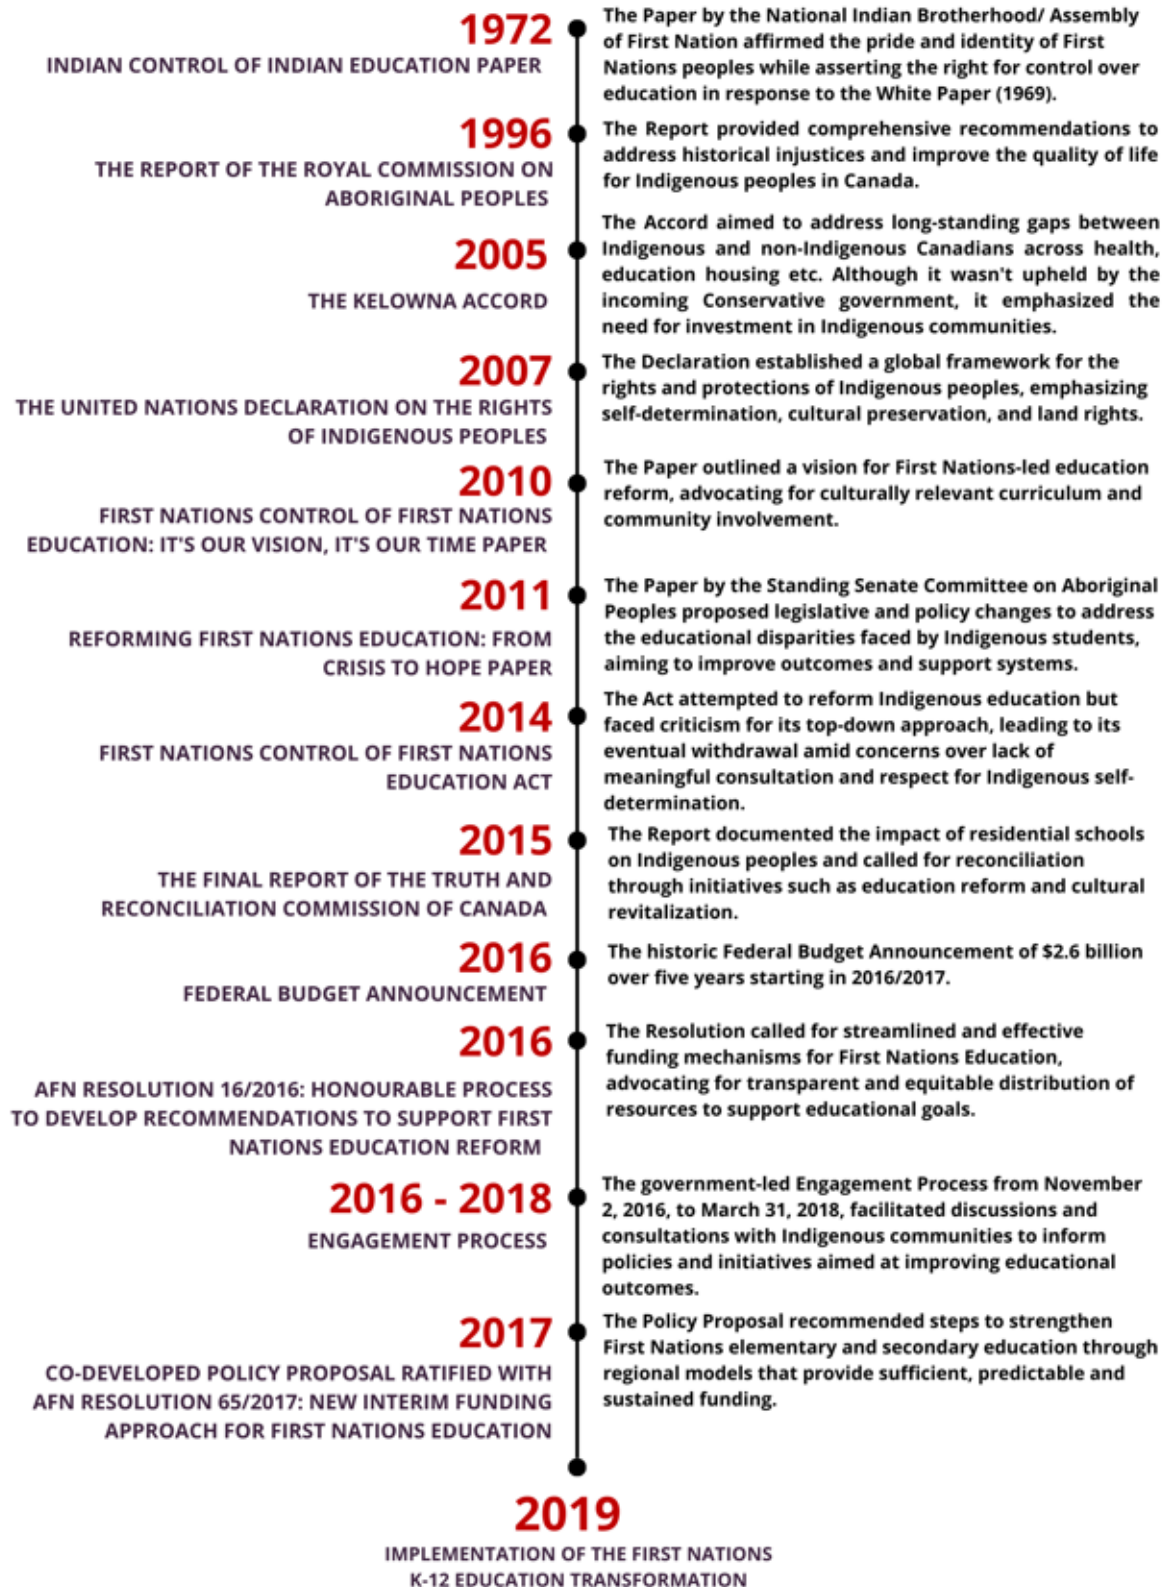 1972
INDIAN CONTROL OF INDIAN EDUCATION PAPER
The Paper by the National Indian Brotherhood/ Assembly
of First Nation affirmed the pride and identity of First
Nations peoples while asserting the right for control over
education in response to the White Paper (1969).
1996
THE REPORT OF THE ROYAL COMMISSION ON
ABORIGINAL PEOPLES
The Report provided comprehensive recommendations to
address historical injustices and improve the quality of life
for Indigenous peoples in Canada.
2005
THE KELOWNA ACCORD
The Accord aimed to address long-standing gaps between
Indigenous and non-Indigenous Canadians across health,
education housing etc. Although it wasn't upheld by the
incoming Conservative government, it emphasized the
need for investment in Indigenous communities.
2007
THE UNITED NATIONS DECLARATION ON THE RIGHTS
OF INDIGENOUS PEOPLES
The Declaration established a global framework for the
rights and protections of Indigenous peoples, emphasizing
self-determination, cultural preservation, and land rights.
2010
FIRST NATIONS CONTROL OF FIRST NATIONS
EDUCATION: IT'S OUR VISION, IT'S OUR TIME PAPER
The Paper outlined a vision for First Nations-led education
reform, advocating for culturally relevant curriculum and
community involvement.
2011
REFORMING FIRST NATIONS EDUCATION: FROM
CRISIS TO HOPE PAPER
The Paper by the Standing Senate Committee on Aboriginal
Peoples proposed legislative and policy changes to address
the educational disparities faced by Indigenous students,
aiming to improve outcomes and support systems.
2014
FIRST NATIONS CONTROL OF FIRST NATIONS
EDUCATION ACT
The Act attempted to reform Indigenous education but
faced criticism for its top-down approach, leading to its
eventual withdrawal amid concerns over lack of
meaningful consultation and respect for Indigenous self-
determination.
2015
THE FINAL REPORT OF THE TRUTH AND
RECONCILIATION COMMISSION OF CANADA
The Report documented the impact of residential schools
on Indigenous peoples and called for reconciliation
through initiatives such as education reform and cultural
revitalization.
2016
FEDERAL BUDGET ANNOUNCEMENT
The historic Federal Budget Announcement of $2.6 billion
over five years starting in 2016/2017.
2016
AFN RESOLUTION 16/2016: HONOURABLE PROCESS
TO DEVELOP RECOMMENDATIONS TO SUPPORT FIRST
NATIONS EDUCATION REFORM
The Resolution called for streamlined and effective
funding mechanisms for First Nations Education,
advocating for transparent and equitable distribution of
resources to support educational goals.
2016 - 2018
ENGAGEMENT PROCESS
The government-led Engagement Process from November
2, 2016, to March 31, 2018, facilitated discussions and
consultations with Indigenous communities to inform
policies and initiatives aimed at improving educational
outcomes.
2017
CO-DEVELOPED POLICY PROPOSAL RATIFIED WITH
AFN RESOLUTION 65/2017: NEW INTERIM FUNDING
APPROACH FOR FIRST NATIONS EDUCATION
The Policy Proposal recommended steps to strengthen
First Nations elementary and secondary education through
regional models that provide sufficient, predictable and
sustained funding.
2019
IMPLEMENTATION OF THE FIRST NATIONS
K-12 EDUCATION TRANSFORMATION